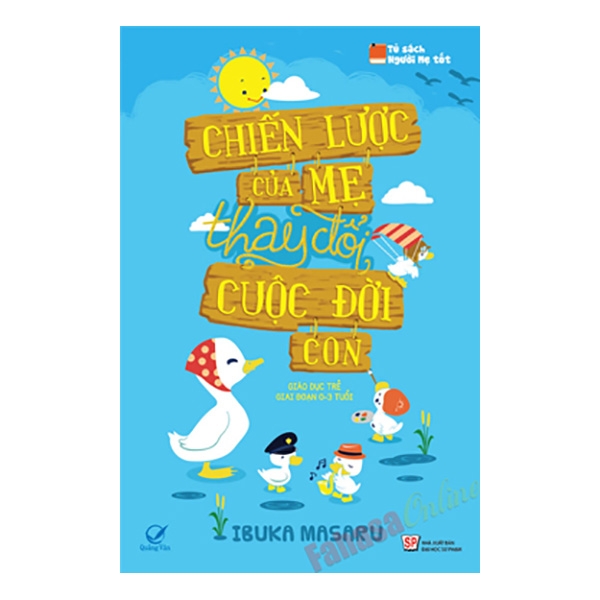 Tủ sách
Người mẹ tốt
CHIẾN LƯỢC
CỦA MẸ
thay đổi
CUỘC ĐỜI
CON
GIÁO DỤC TRẺ
GIAI ĐOẠN 0-3 TUỔI
IBUKA MASARU
Quảng Văn
SP
NHÀ XUẤT BẢN
ĐẠI HỌC SƯ PHẠM
Fahasa Online